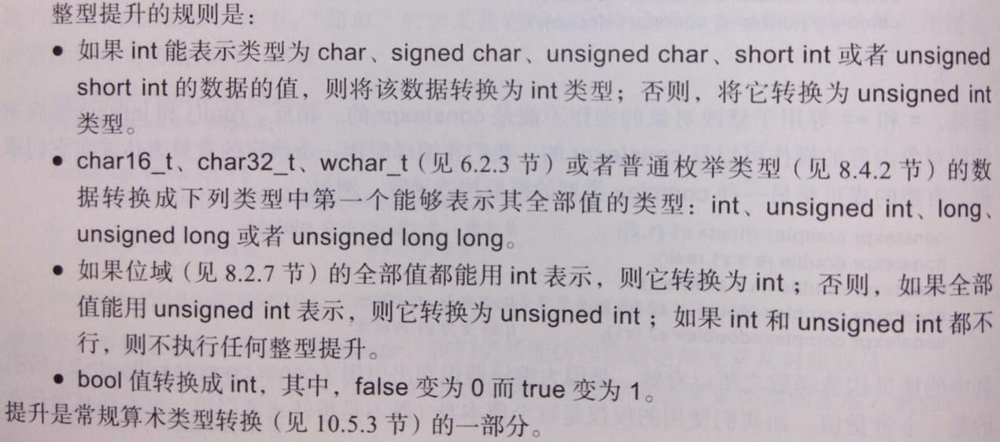 整型提升的规则是：
● 如果 int 能表示类型为 char、signed char、unsigned char、short int 或者 unsigned
short int 的数据的值，则将该数据转换为 int 类型；否则，将它转换为 unsigned int
类型。
● char16_t、char32_t、wchar_t（见 6.2.3 节）或者普通枚举类型（见 8.4.2 节）的数
据转换成下列类型中第一个能够表示其全部值的类型：int、unsigned int、long、
unsigned long 或者 unsigned long long。
● 如果位域（见 8.2.7 节）的全部值都能用 int 表示，则它转换为 int；否则，如果全部
值能用 unsigned int 表示，则它转换为 unsigned int；如果 int 和 unsigned int 都不
行，则不执行任何整型提升。
● bool 值转换成 int，其中，false 变为 0 而 true 变为 1。
提升是常规算术类型转换（见 10.5.3 节）的一部分。